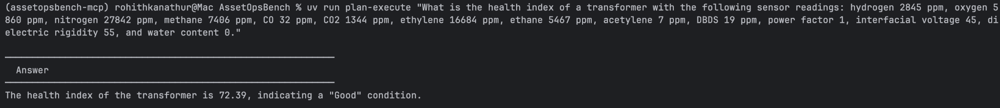 (assetopsbench-mcp) rohithkanathur@Mac AssetOpsBench % uv run plan-execute "What is the health index of a transformer with the following sensor readings: hydrogen 2845 ppm, oxygen 5
860 ppm, nitrogen 27842 ppm, methane 7406 ppm, CO 32 ppm, CO2 1344 ppm, ethylene 16684 ppm, ethane 5467 ppm, acetylene 7 ppm, DBDS 19 ppm, power factor 1, interfacial voltage 45, di
electric rigidity 55, and water content 0."
Answer
The health index of the transformer is 72.39, indicating a "Good" condition.